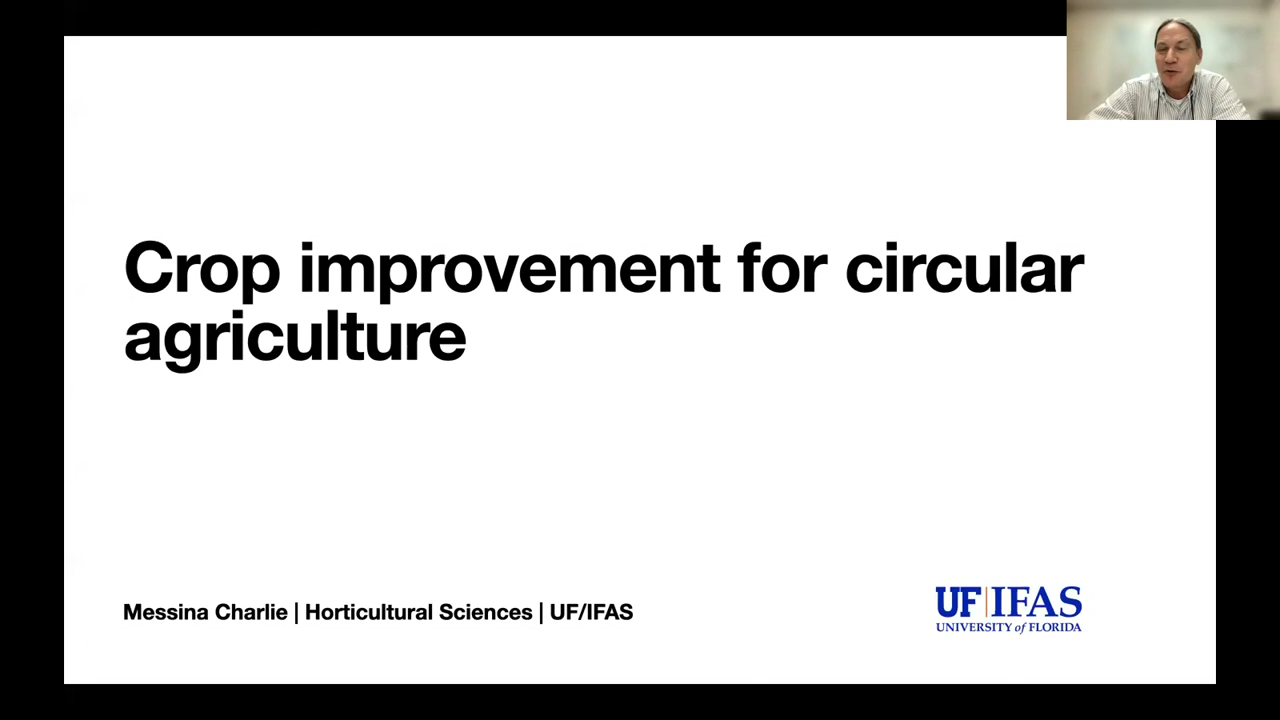 Crop improvement for circular
agriculture
Messina Charlie | Horticultural Sciences | UF/IFAS
UF|IFAS
UNIVERSITY of FLORIDA